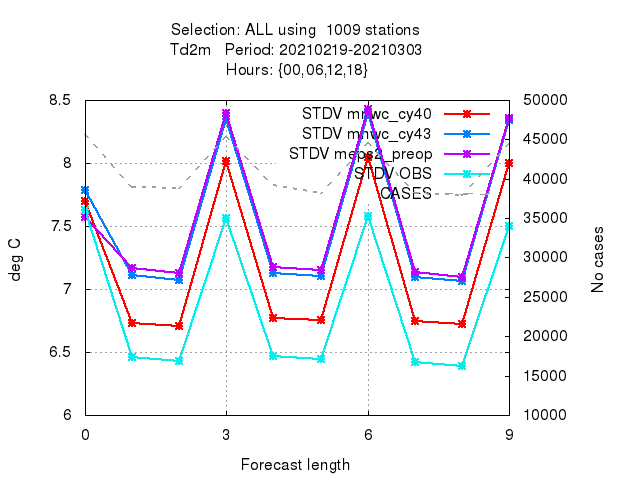 Selection: ALL using  1009 stations
Td2m   Period: 20210219-20210303
Hours: {00,06,12,18}
8.5
8
7.5
7
6.5
6
deg C
50000
45000
40000
35000
30000
25000
20000
15000
10000
No cases
STDV mnwc_cy40
STDV mnwc_cy43
STDV meps2_preop
STDV OBS
CASES
0
3
6
9
Forecast length